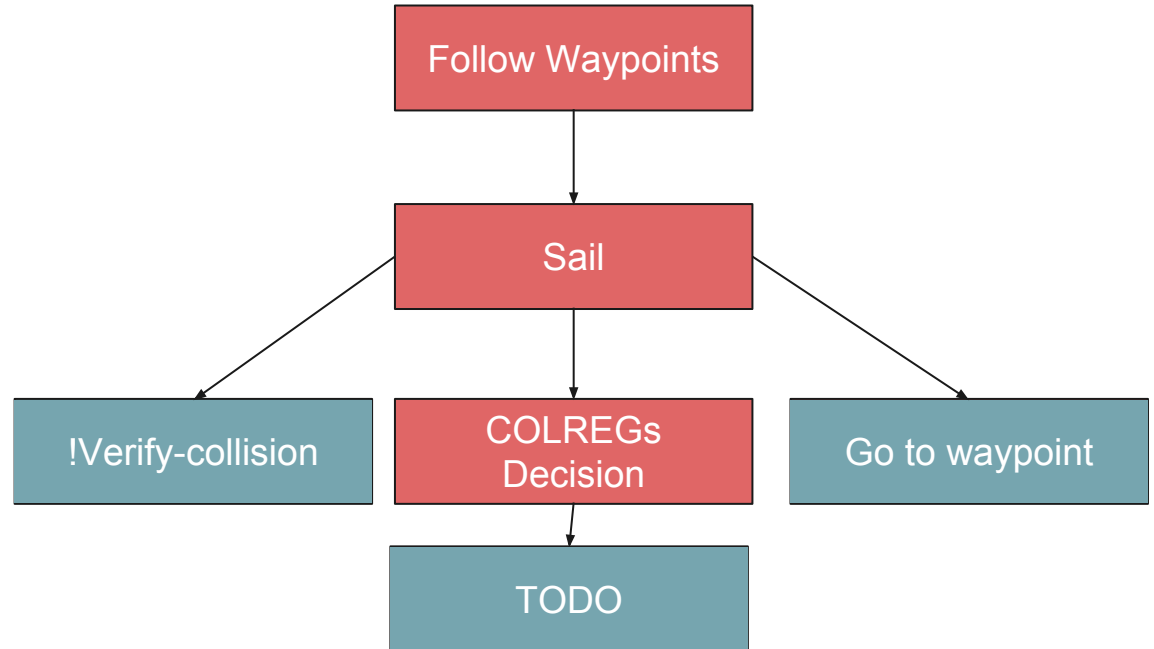 Follow Waypoints
Sail
!Verify-collision
COLREGs
Decision
Go to waypoint
TODO